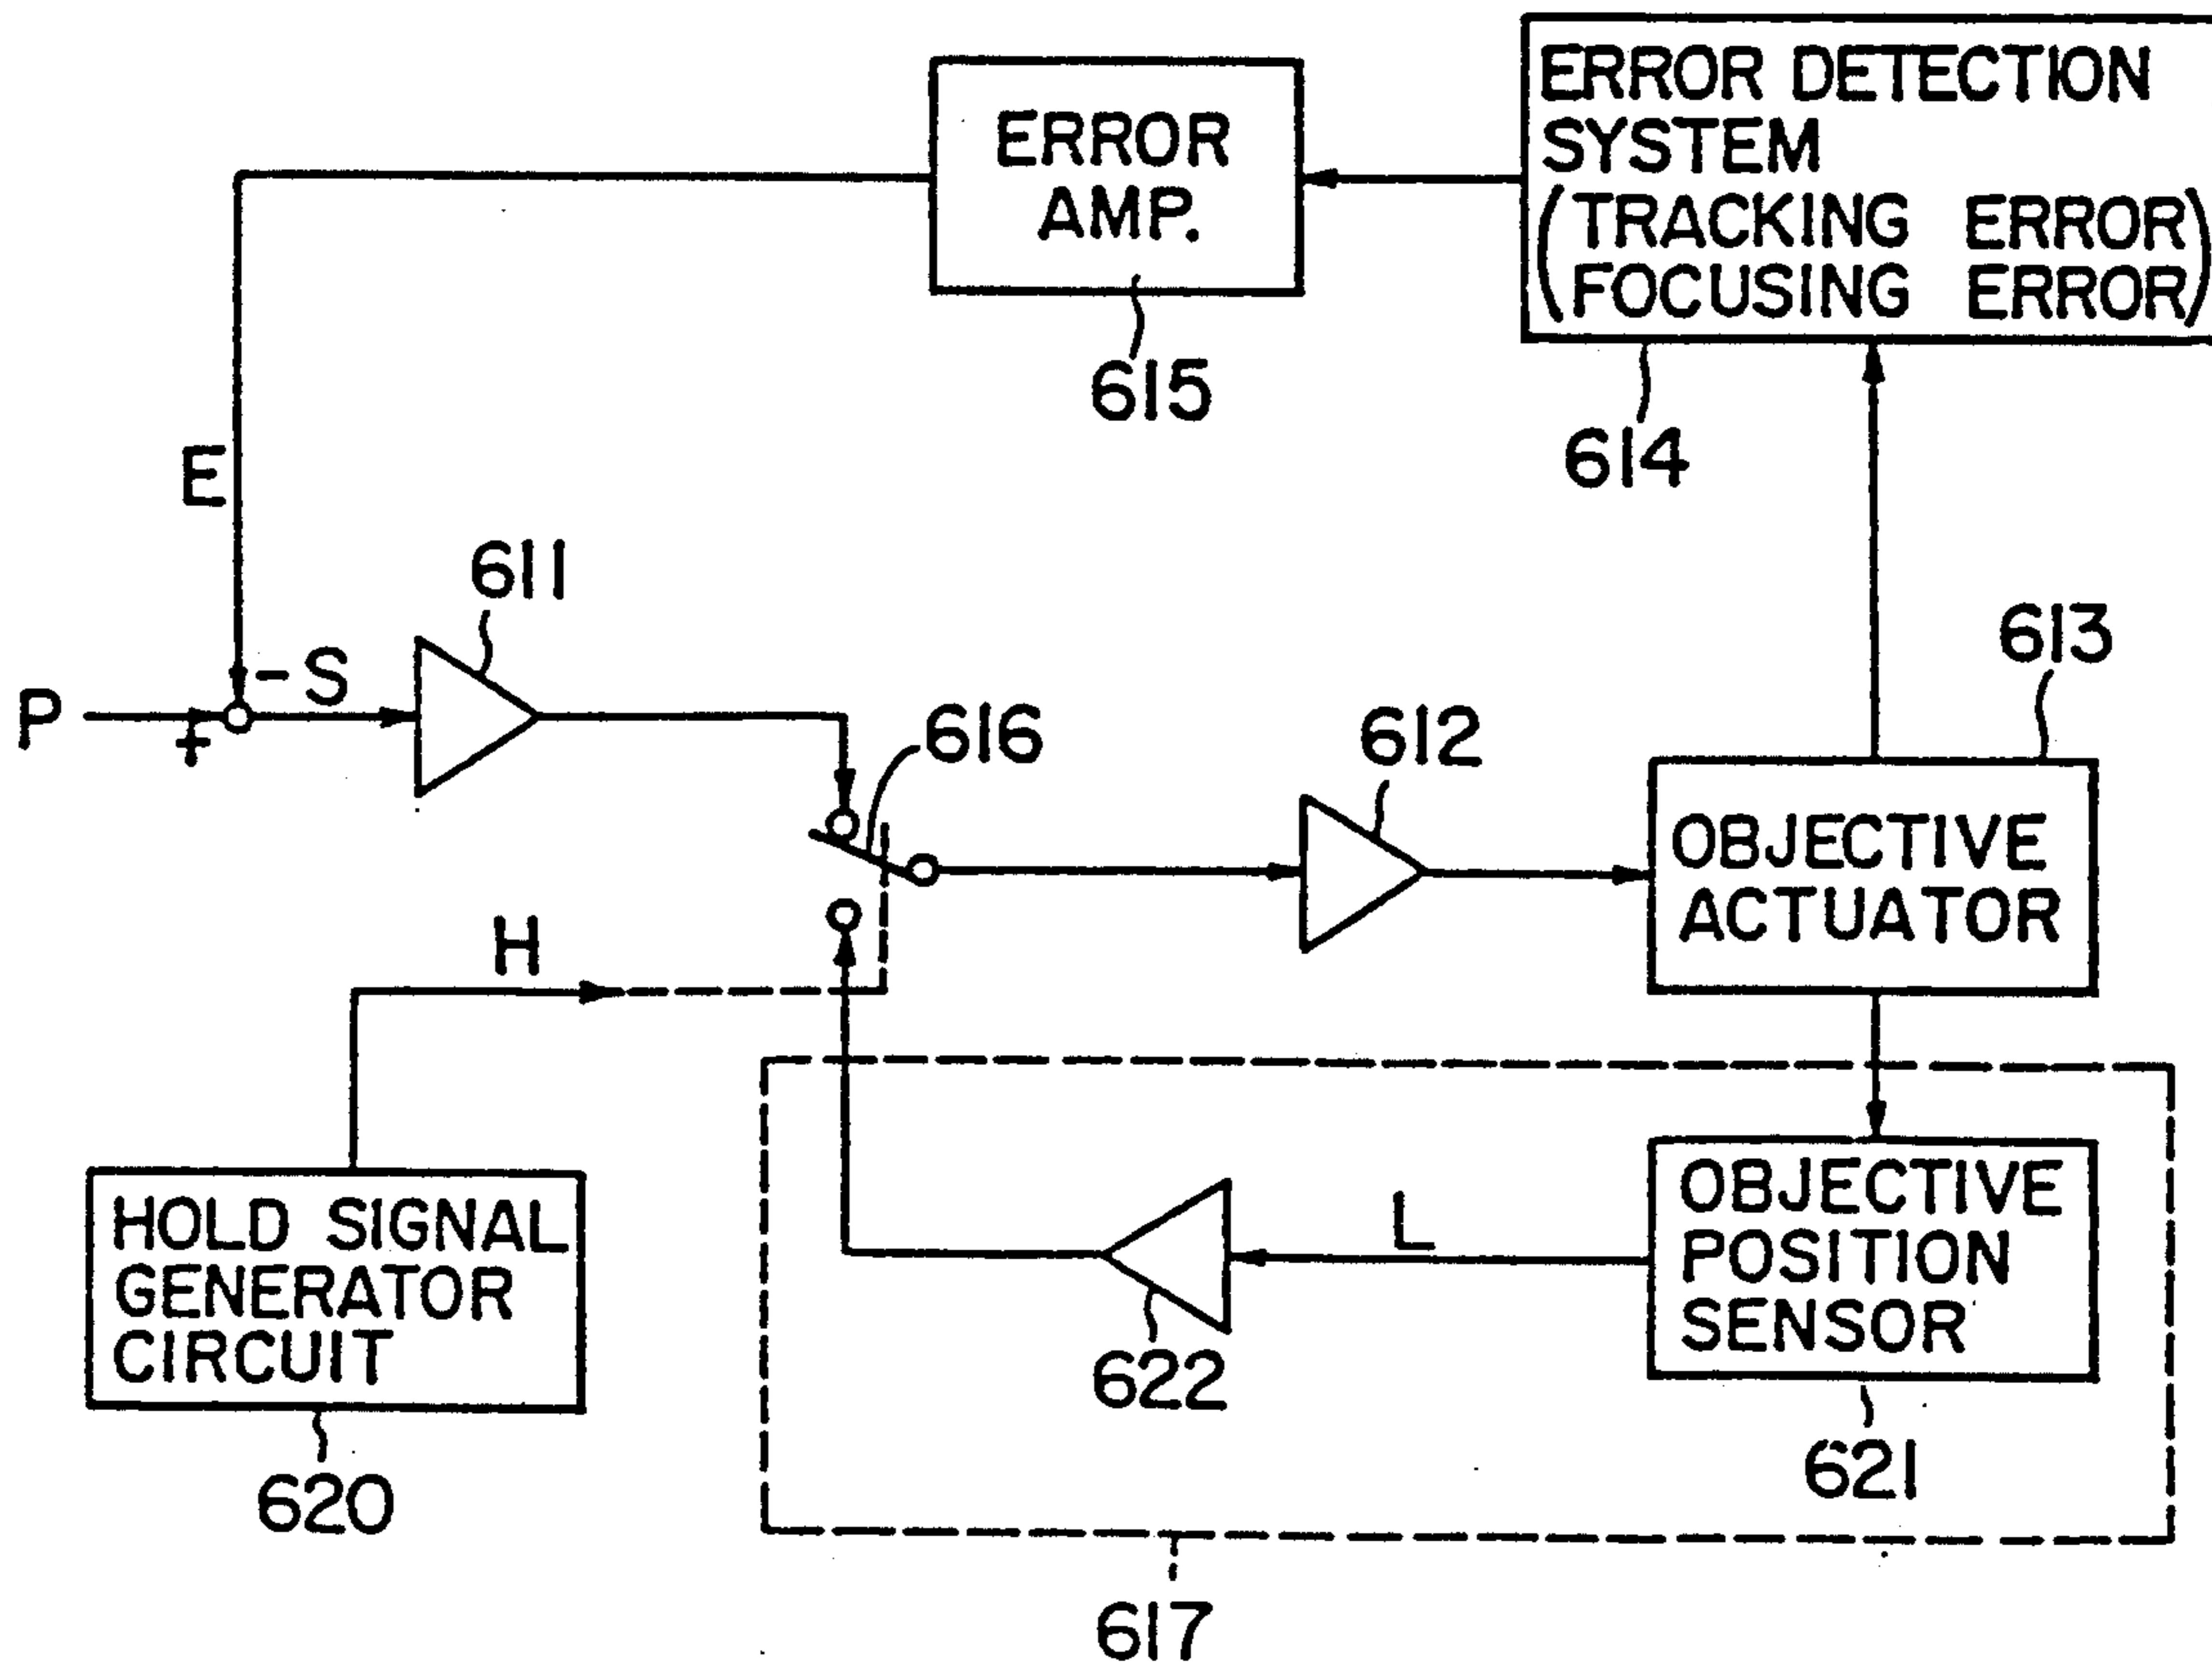 ERROR DETECTION
SYSTEM
(TRACKING ERROR)
(FOCUSING ERROR)
ERROR
AMP.
615
614
E
611
613
- S
P
+
616
612
OBJECTIVE
ACTUATOR
H
HOLD SIGNAL
GENERATOR
CIRCUIT
L
OBJECTIVE
POSITION
SENSOR
622
621
620
617